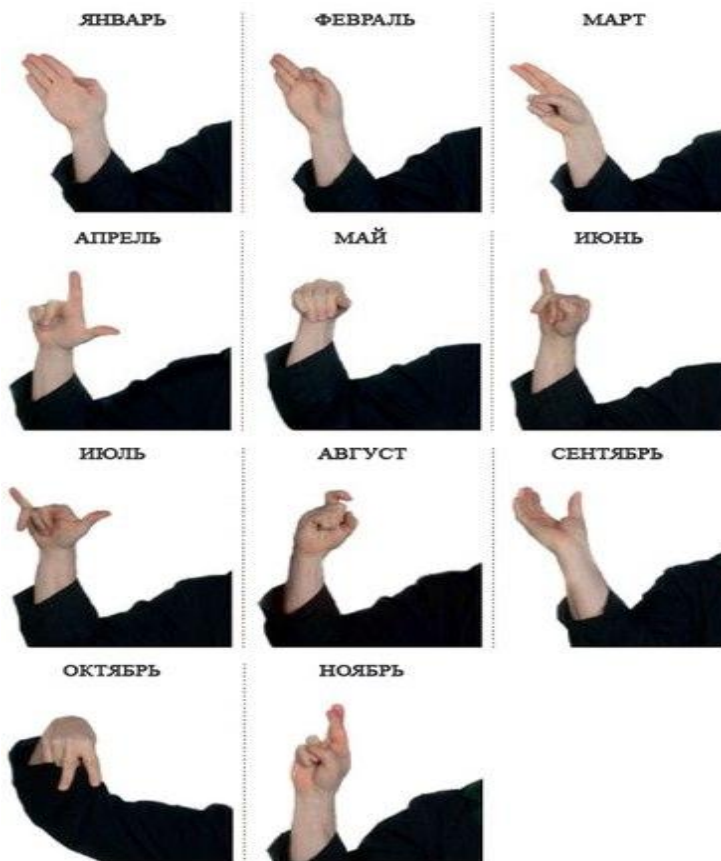 ЯНВАРЬ
ФЕВРАЛЬ
МАРТ
АПРЕЛЬ
МАЙ
ИЮНЬ
ИЮЛЬ
АВГУСТ
СЕНТЯБРЬ
ОКТЯБРЬ
НОЯБРЬ